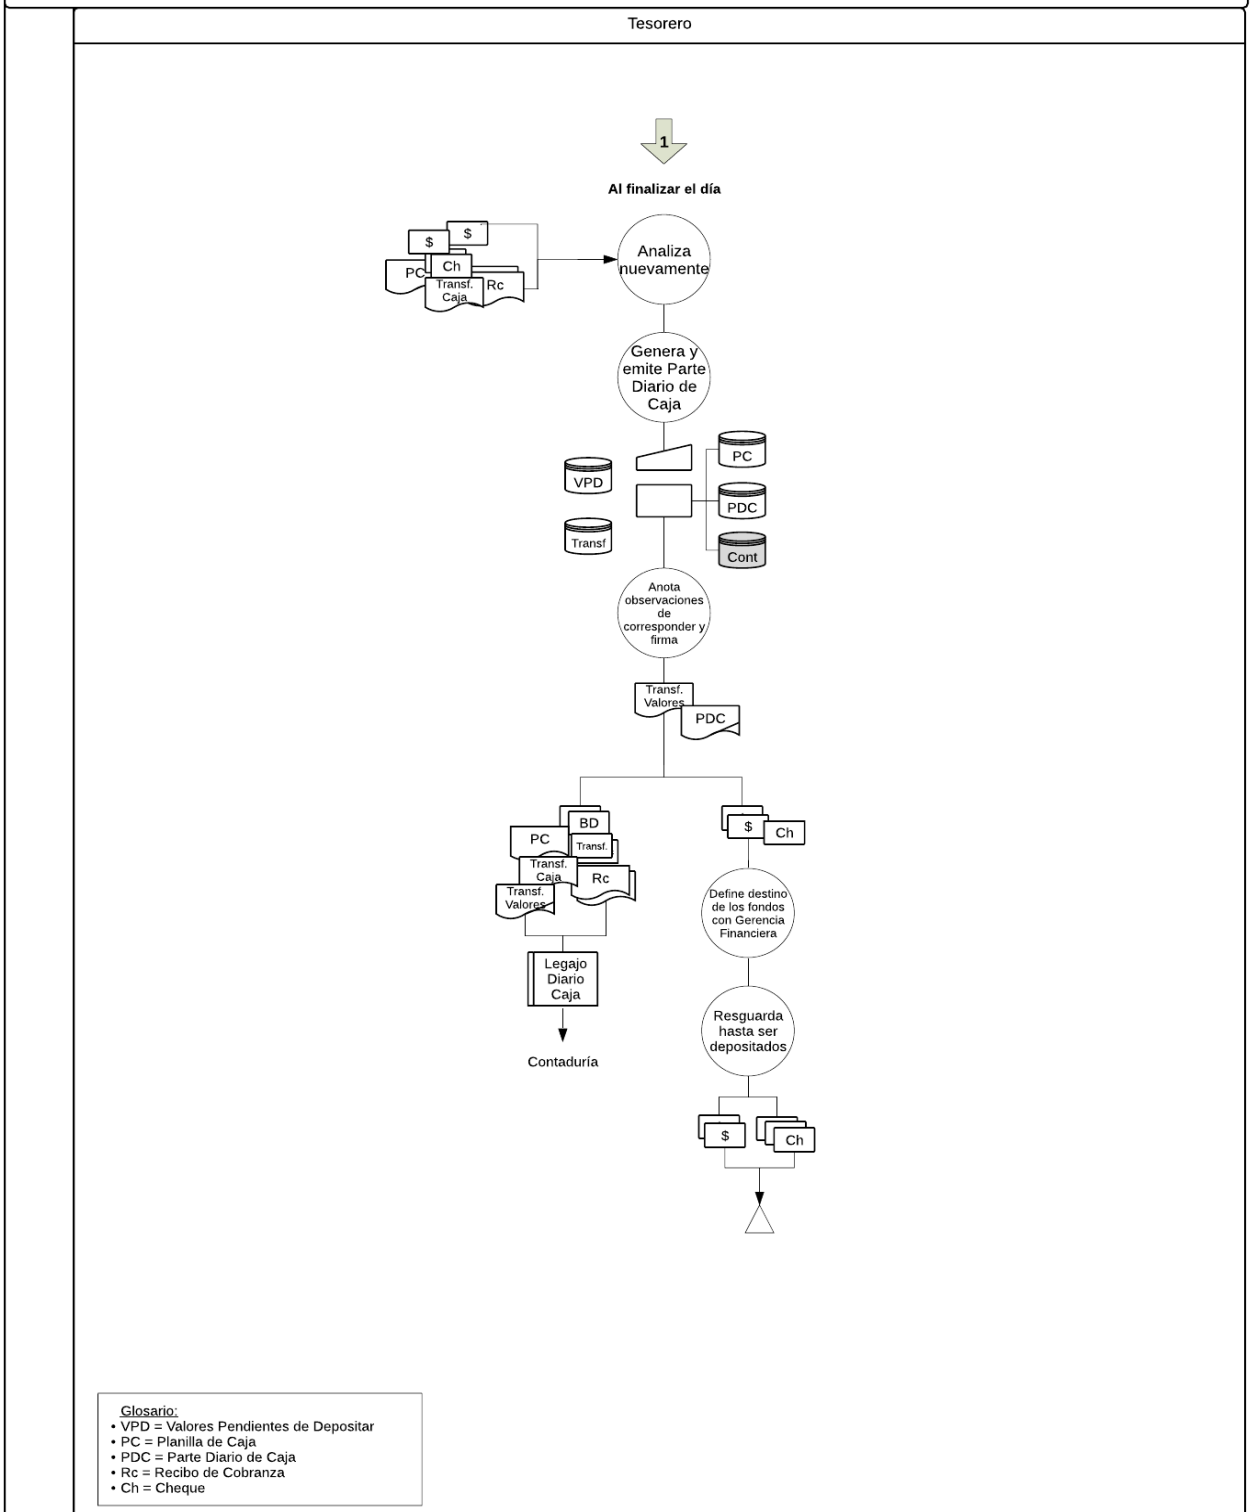 Tesorero
1
Al finalizar el día
$
$
Ch
PC
Rc
Transf.
Caja
Analiza
nuevamente
Genera y
emite Parte
Diario de
Caja
VPD
Transf
PC
PDC
Cont
Anota
observaciones
de
corresponder y
firma
Transf.
Valores
PDC
BD
PC
Transf.
Transf.
Caja
Rc
Transf.
Valores
Legajo
Diario
Caja
Contaduría
$
Ch
Define destino
de los fondos
con Gerencia
Financiera
Resguarda
hasta ser
depositados
$
Ch
Glosario:
• VPD = Valores Pendientes de Depositar
• PC = Planilla de Caja
• PDC = Parte Diario de Caja
• Rc = Recibo de Cobranza
• Ch = Cheque